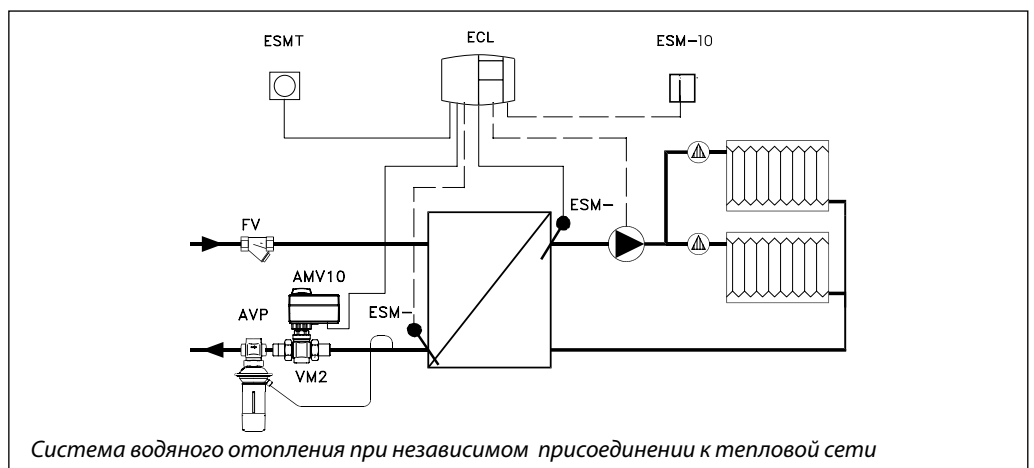 ESMT
ECL
ESM-10
ESM-
FV
AMV10
ESM-
AVP
VM2
Система водяного отопления при независимом присоединении к тепловой сети